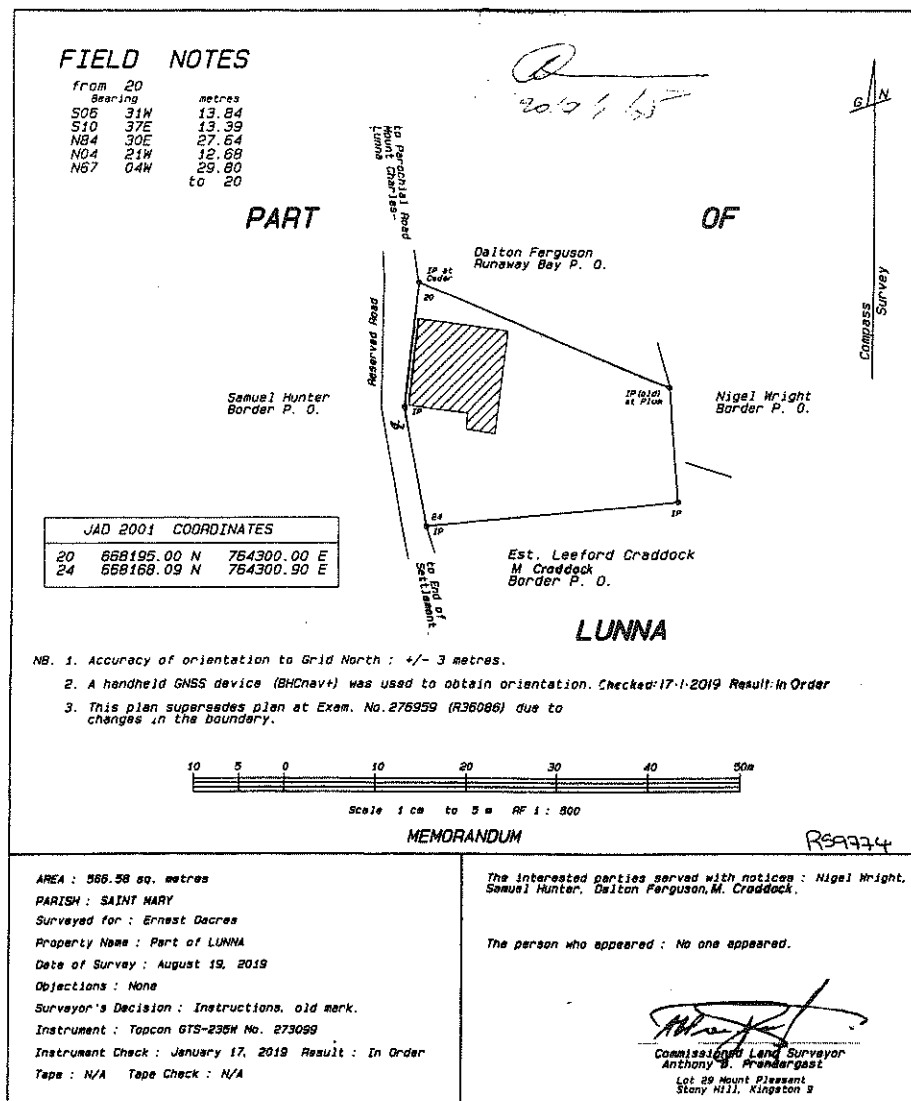 FIELD NOTES
from 20
Bearing metres
S06 31W 13.84
S10 37E 13.39
N84 30E 27.64
N04 21W 12.68
N67 04W 29.80
to 20
G N
Compass Survey
PART OF
to Parochial Road
Mount Charles-
Lunna
Dalton Ferguson
Runaway Bay P. O.
IP at
Cedar
20
Reserved Road
Samuel Hunter
Border P. O.
IP
IP(old)
at Plum
Nigel Wright
Border P. O.
24
IP
IP
JAD 2001 COORDINATES
20 668195.00 N 764300.00 E
24 668168.09 N 764300.90 E
to End of
Settlement.
Est. Leeford Craddock
M Craddock
Border P. O.
LUNNA
NB. 1. Accuracy of orientation to Grid North : +/- 3 metres.
2. A handheld GNSS device (BHCnav+) was used to obtain orientation. Checked:17-1-2019 Result:In Order
3. This plan supersedes plan at Exam. No.276959 (R36086) due to
changes in the boundary.
10 5 0 10 20 30 40 50m
Scale 1 cm to 5 m RF 1 : 500
MEMORANDUM
RS9774
AREA : 566.58 sq. metres
PARISH : SAINT MARY
Surveyed for : Ernest Dacres
Property Name : Part of LUNNA
Date of Survey : August 19, 2019
Objections : None
Surveyor's Decision : Instructions, old mark.
Instrument : Topcon GTS-235W No. 273099
Instrument Check : January 17, 2019 Result : In Order
Tape : N/A Tape Check : N/A
The interested parties served with notices : Nigel Wright,
Samuel Hunter, Dalton Ferguson, M. Craddock.
The person who appeared : No one appeared.
Commissioned Land Surveyor
Anthony B. Prendergast
Lot 29 Mount Pleasant
Stony Hill, Kingston 9